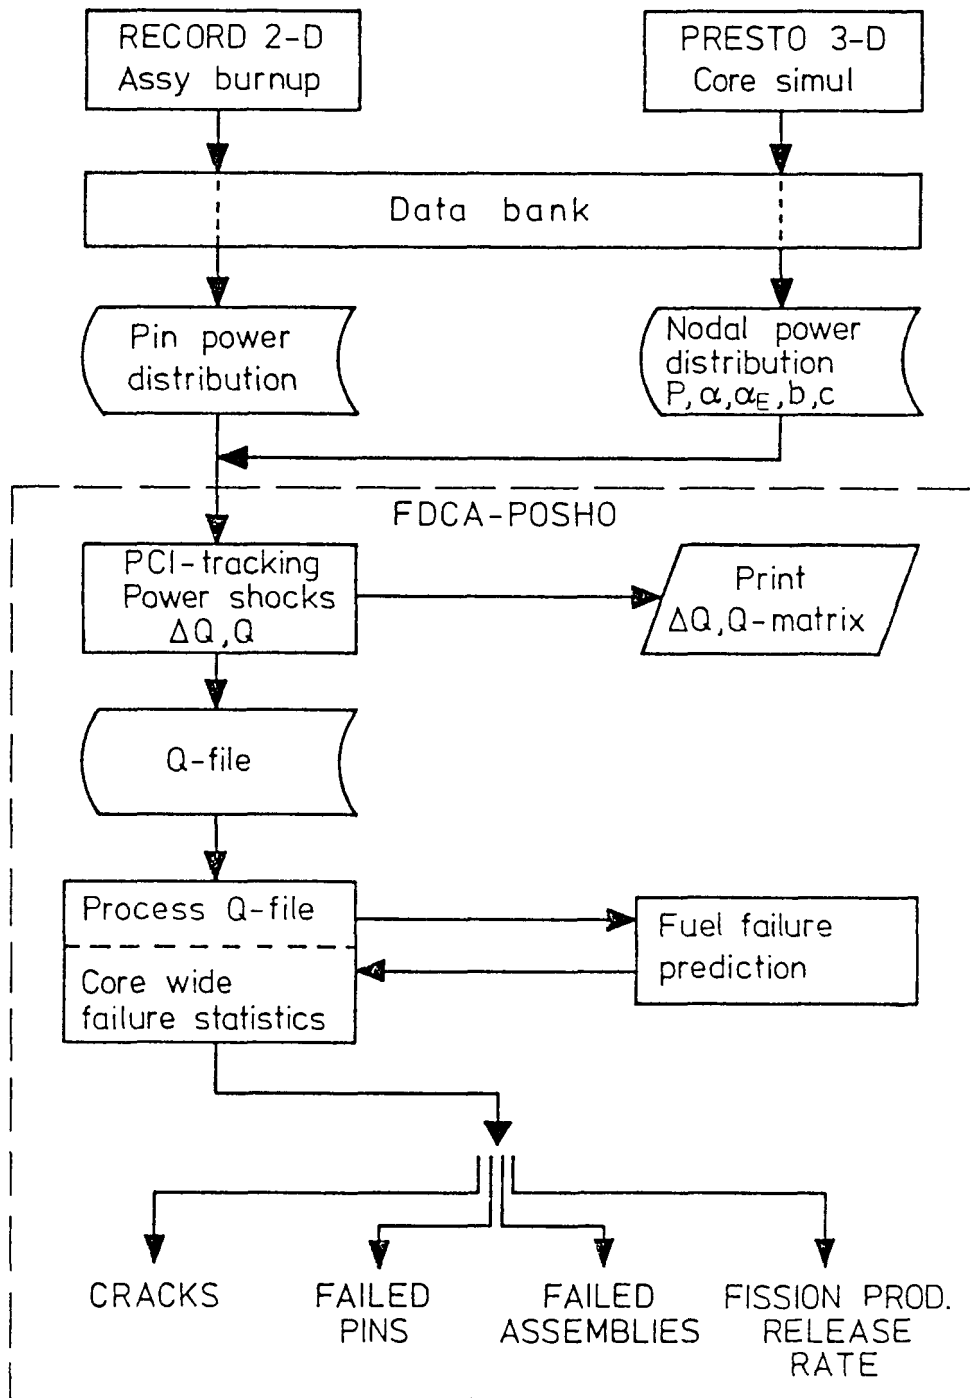 RECORD 2-D
Assy burnup
PRESTO 3-D
Core simul
Data bank
Pin power
distribution
Nodal power
distribution
P, α, αE, b, c
FDCA-POSHO
PCI-tracking
Power shocks
ΔQ, Q
Print
ΔQ, Q-matrix
Q-file
Process Q-file
Core wide
failure statistics
Fuel failure
prediction
CRACKS
FAILED
PINS
FAILED
ASSEMBLIES
FISSION PROD.
RELEASE
RATE